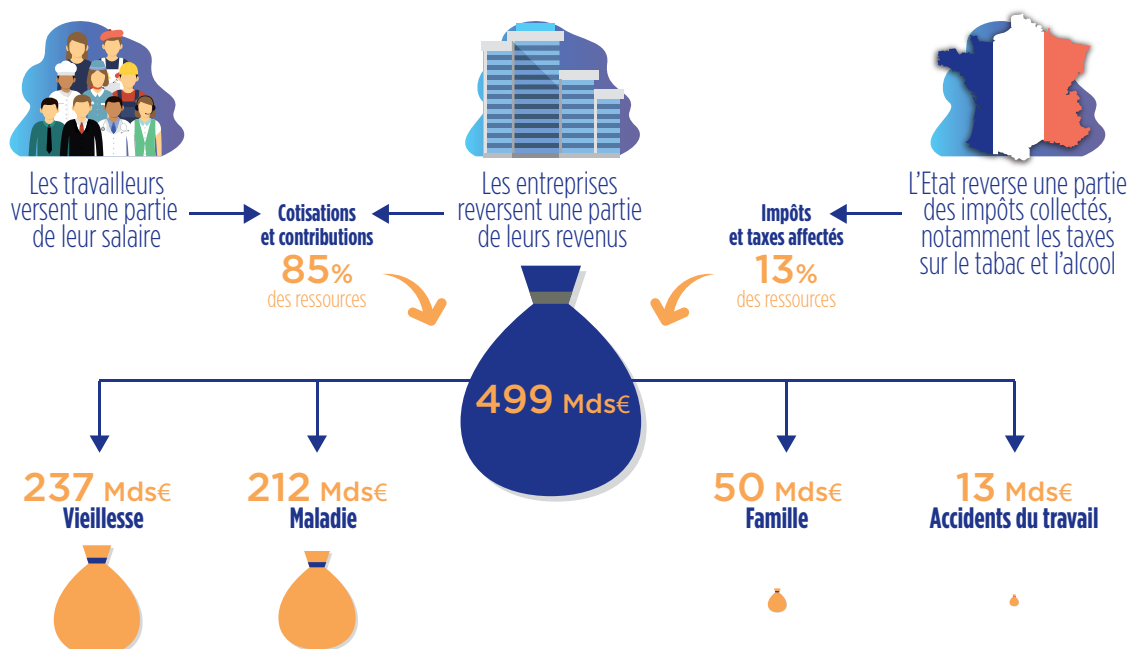 Les travailleurs
versent une partie
de leur salaire
Cotisations
et contributions
85%
des ressources
Les entreprises
reversent une partie
de leurs revenus
Impôts
et taxes affectés
13%
des ressources
L'Etat reverse une partie
des impôts collectés,
notamment les taxes
sur le tabac et l'alcool
499 Mds€
237 Mds€
Vieillesse
212 Mds€
Maladie
50 Mds€
Famille
13 Mds€
Accidents du travail